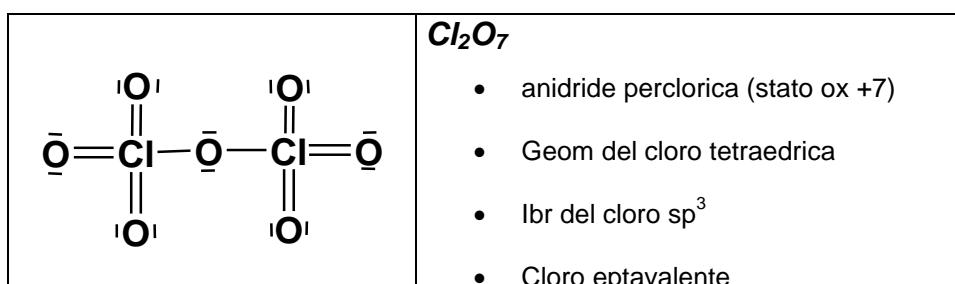 Cl₂O₇
• anidride perclorica (stato ox +7)
• Geom del cloro tetraedrica
• Ibr del cloro sp³
• Cloro eptavalente
O O
O Cl O Cl O
O O